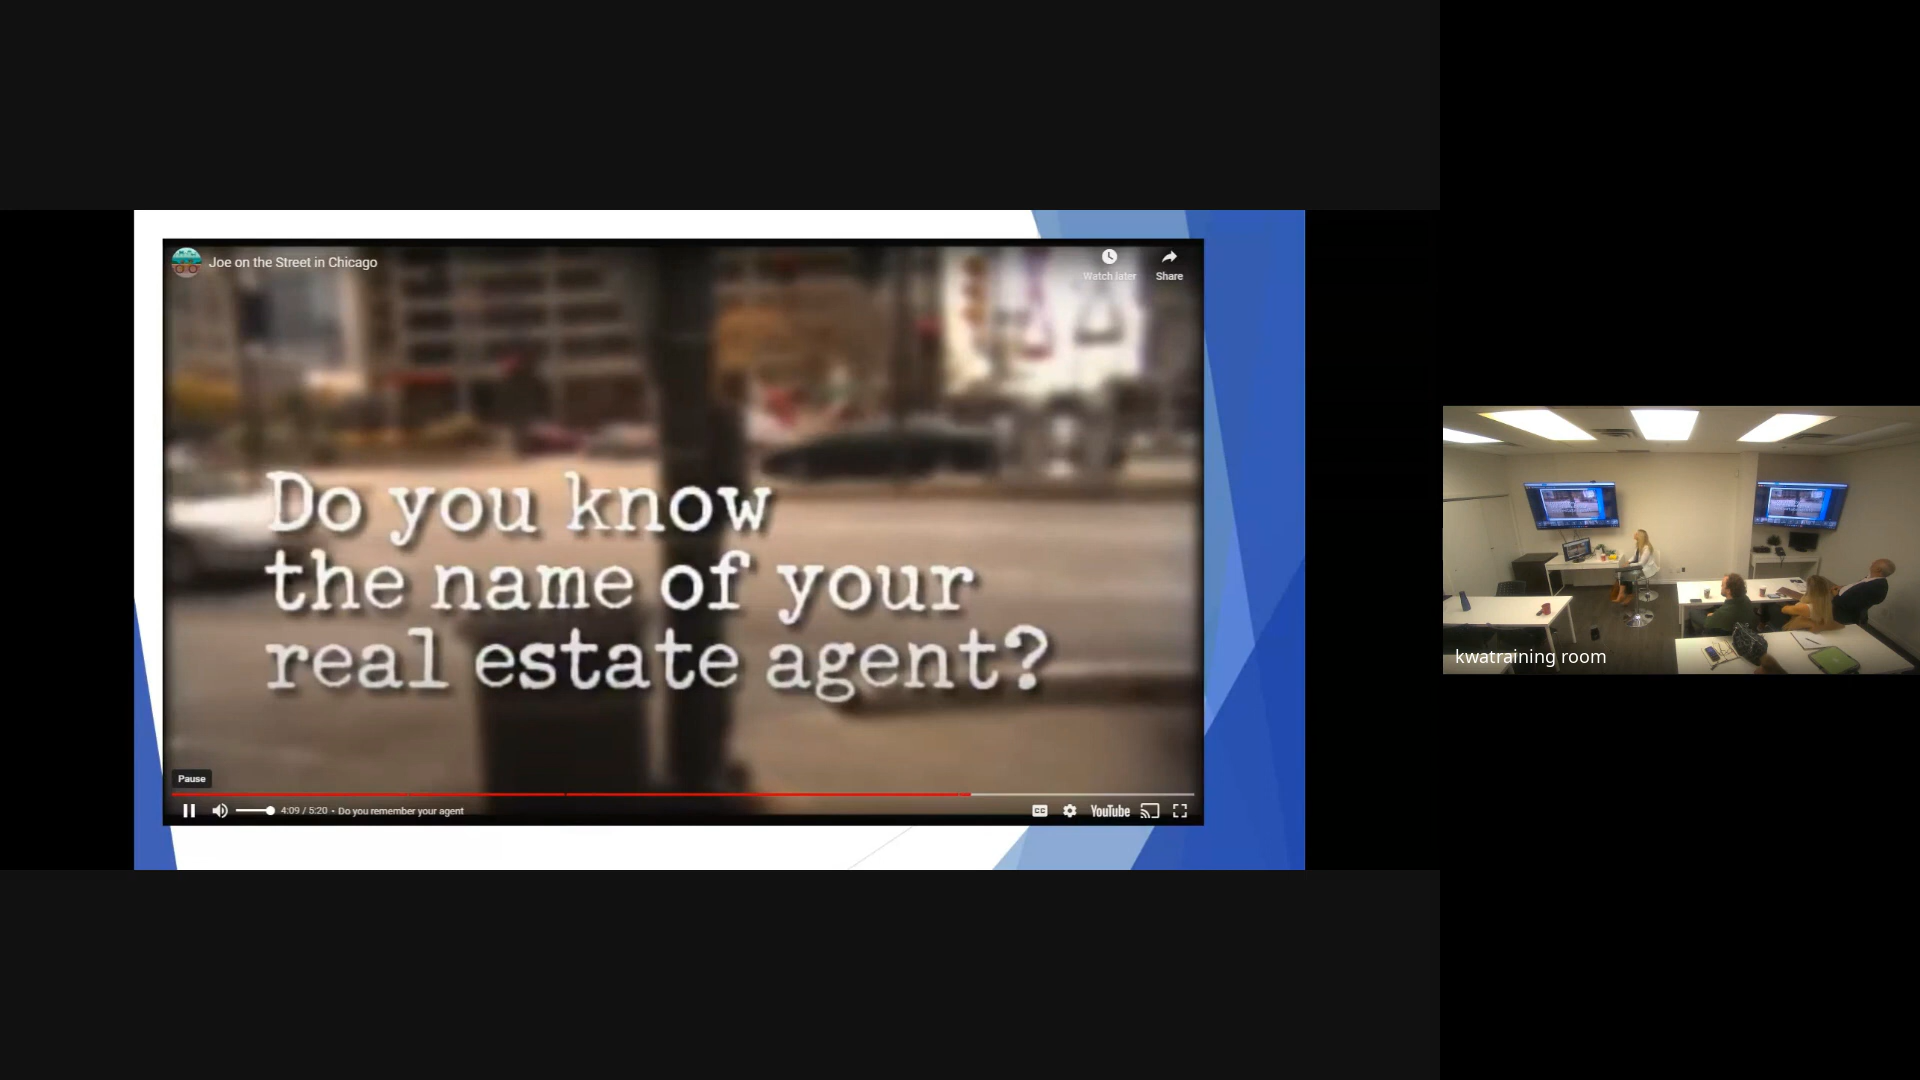 Joe on the Street in Chicago
Watch later
Share
Do you know
the name of your
real estate agent?
Pause
4:09 / 5:20 • Do you remember your agent
CC
YouTube
kwatraining room